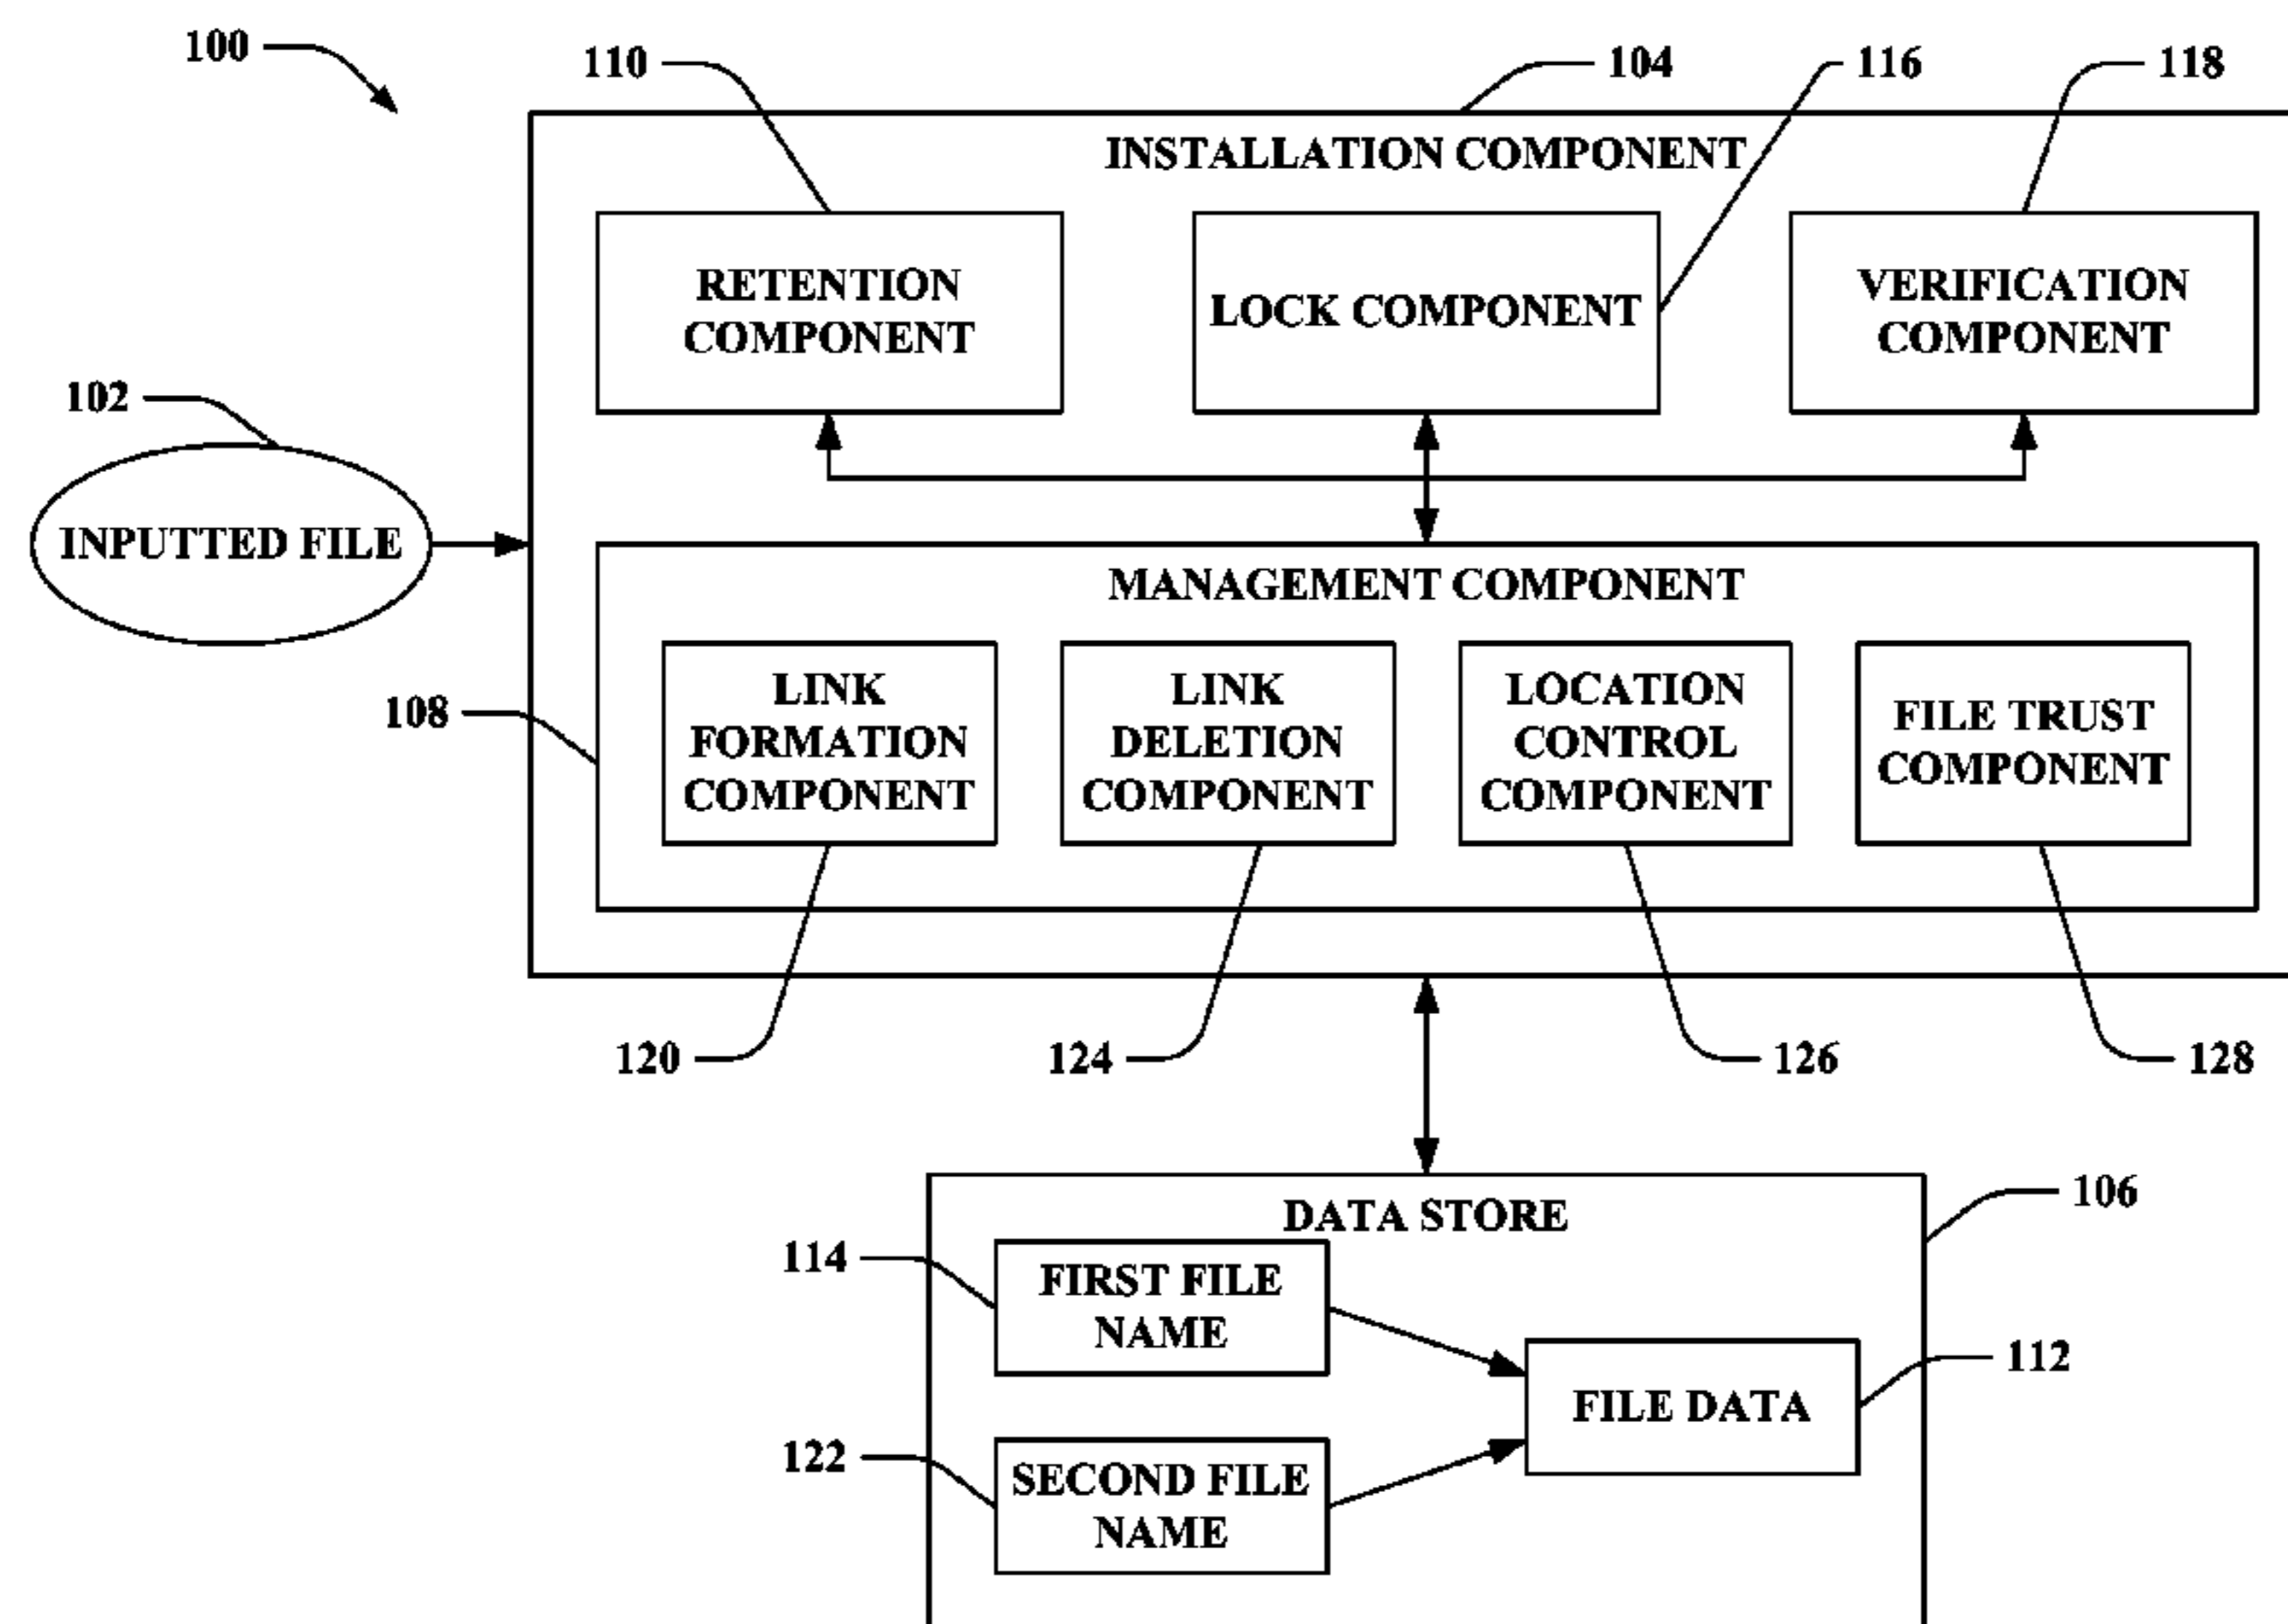 100
110
104
116
118
INSTALLATION COMPONENT
RETENTION
COMPONENT
LOCK COMPONENT
VERIFICATION
COMPONENT
102
INPUTTED FILE
MANAGEMENT COMPONENT
108
LINK
FORMATION
COMPONENT
LINK
DELETION
COMPONENT
LOCATION
CONTROL
COMPONENT
FILE TRUST
COMPONENT
120
124
126
128
DATA STORE
106
114
FIRST FILE
NAME
FILE DATA
112
122
SECOND FILE
NAME